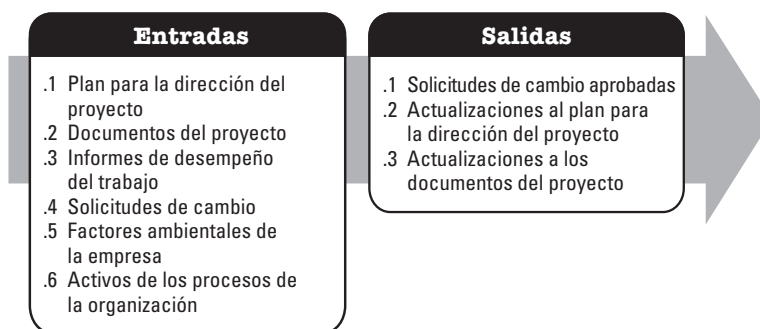 Entradas
.1 Plan para la dirección del
proyecto
.2 Documentos del proyecto
.3 Informes de desempeño
del trabajo
.4 Solicitudes de cambio
.5 Factores ambientales de
la empresa
.6 Activos de los procesos de
la organización
Salidas
.1 Solicitudes de cambio aprobadas
.2 Actualizaciones al plan para
la dirección del proyecto
.3 Actualizaciones a los
documentos del proyecto